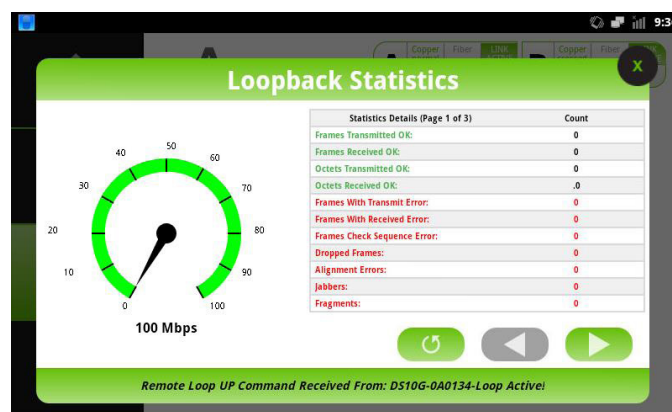 9:3
Copper Fiber LINK Copper Fiber
A
Loopback Statistics
X
Statistics Details (Page 1 of 3) Count
Frames Transmitted OK: 0
Frames Received OK: 0
Octets Transmitted OK: 0
Octets Received OK: .0
Frames With Transmit Error: 0
Frames With Received Error: 0
Frames Check Sequence Error: 0
Dropped Frames: 0
Alignment Errors: 0
Jabbers: 0
Fragments: 0
0
10
20
30
40
50
60
70
80
90
100
100 Mbps
Remote Loop UP Command Received From: DS10G-0A0134-Loop Active!